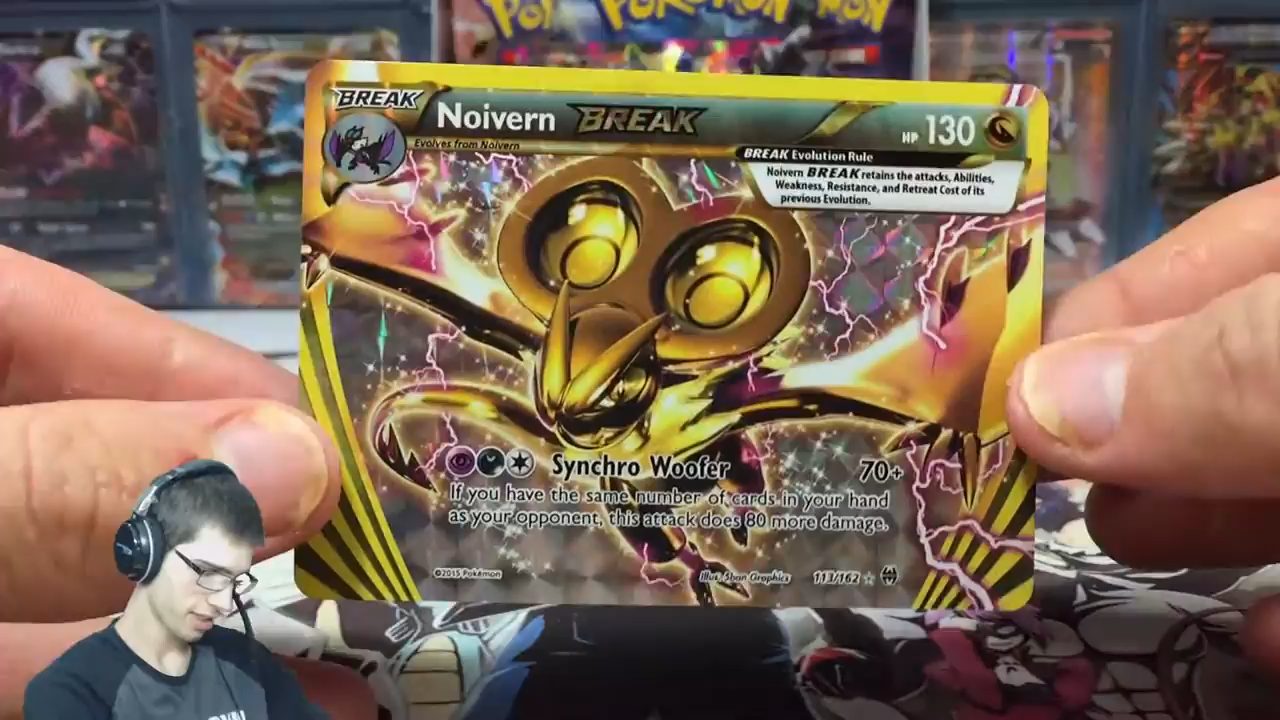 POKÉMON
BREAK
Noivern BREAK
HP 130
Evolves from Noivern
BREAK Evolution Rule
Noivern BREAK retains the attacks, Abilities,
Weakness, Resistance, and Retreat Cost of its
previous Evolution.
Synchro Woofer 70+
If you have the same number of cards in your hand
as your opponent, this attack does 80 more damage.
©2015 Pokémon
Illus. 5ban Graphics
113/162